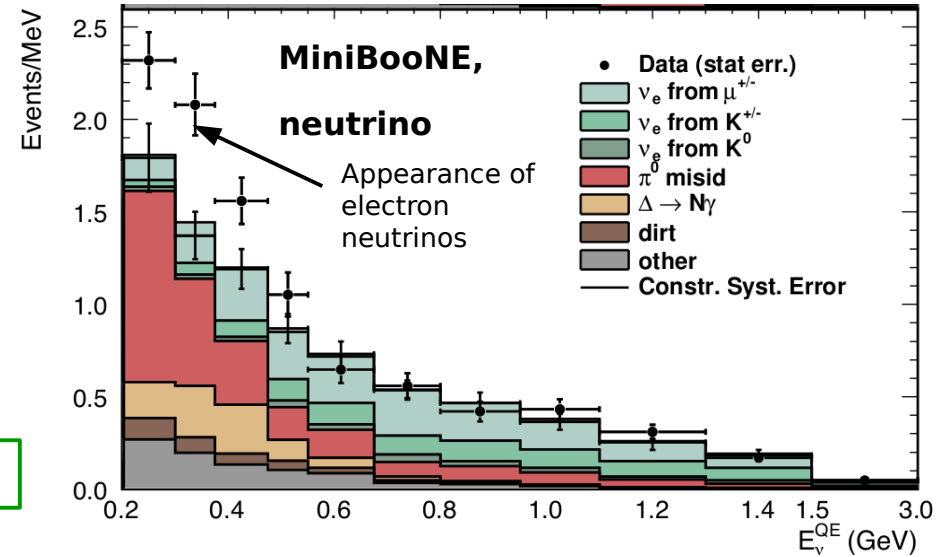 Events/MeV
2.5
2.0
1.5
1.0
0.5
0.0
MiniBooNE,
neutrino
Appearance of
electron
neutrinos
Data (stat err.)
νe from μ+/-
νe from K+/-
νe from K0
π0 misid
Δ → Nγ
dirt
other
Constr. Syst. Error
0.2 0.4 0.6 0.8 1.0 1.2 1.4 1.5 3.0
EνQE (GeV)